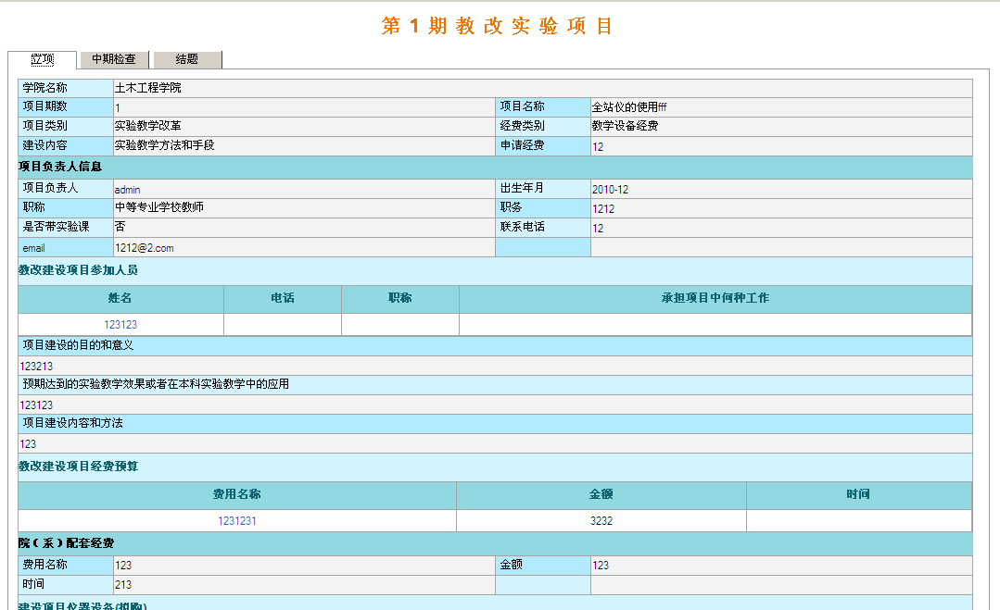 第 1 期 教 改 实 验 项 目
立项 中期检查 结题
学院名称 土木工程学院
项目期数 1 项目名称 全站仪的使用fff
项目类别 实验教学改革 经费类别 教学设备经费
建设内容 实验教学方法和手段 申请经费 12
项目负责人信息
项目负责人 admin 出生年月 2010-12
职称 中等专业学校教师 职务 1212
是否带实验课 否 联系电话 12
email 1212@2.com
教改建设项目参加人员
姓名 电话 职称 承担项目中何种工作
123123
项目建设的目的和意义
123213
预期达到的实验教学效果或者在本科实验教学中的应用
123123
项目建设内容和方法
123
教改建设项目经费预算
费用名称 金额 时间
1231231 3232
院（系）配套经费
费用名称 123 金额 123
时间 213
建设项目仪器设备(拟购)